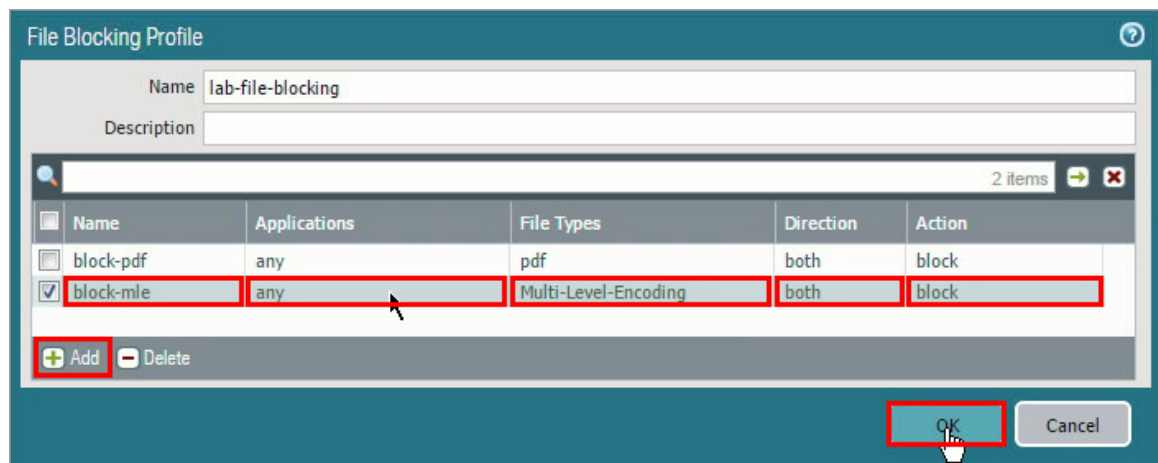 File Blocking Profile
Name lab-file-blocking
Description
2 items
Name Applications File Types Direction Action
block-pdf any pdf both block
block-mle any Multi-Level-Encoding both block
Add Delete
OK Cancel